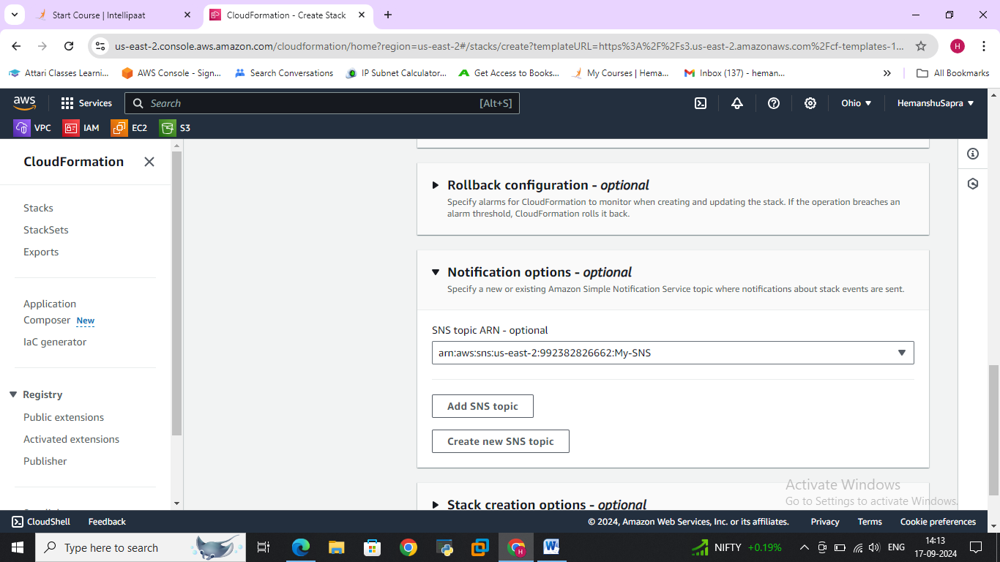 Start Course | Intellipaat
CloudFormation - Create Stack
us-east-2.console.aws.amazon.com/cloudformation/home?region=us-east-2#/stacks/create?templateURL=https%3A%2F%2Fs3.us-east-2.amazonaws.com%2Fcf-templates-1...
H
Attari Classes Learni...
AWS Console - Sign...
Search Conversations
IP Subnet Calculator...
Get Access to Books...
My Courses | Hema...
Inbox (137) - heman...
All Bookmarks
aws
Services
Search
[Alt+S]
Ohio
HemanshuSapra
VPC
IAM
EC2
S3
CloudFormation
Stacks
StackSets
Exports
Application
Composer New
IaC generator
Registry
Public extensions
Activated extensions
Publisher
Rollback configuration - optional
Specify alarms for CloudFormation to monitor when creating and updating the stack. If the operation breaches an
alarm threshold, CloudFormation rolls it back.
Notification options - optional
Specify a new or existing Amazon Simple Notification Service topic where notifications about stack events are sent.
SNS topic ARN - optional
arn:aws:sns:us-east-2:992382826662:My-SNS
Add SNS topic
Create new SNS topic
Stack creation options - optional
Activate Windows
Go to Settings to activate Windows.
CloudShell
Feedback
© 2024, Amazon Web Services, Inc. or its affiliates.
Privacy
Terms
Cookie preferences
Type here to search
NIFTY +0.19%
ENG
14:13
17-09-2024